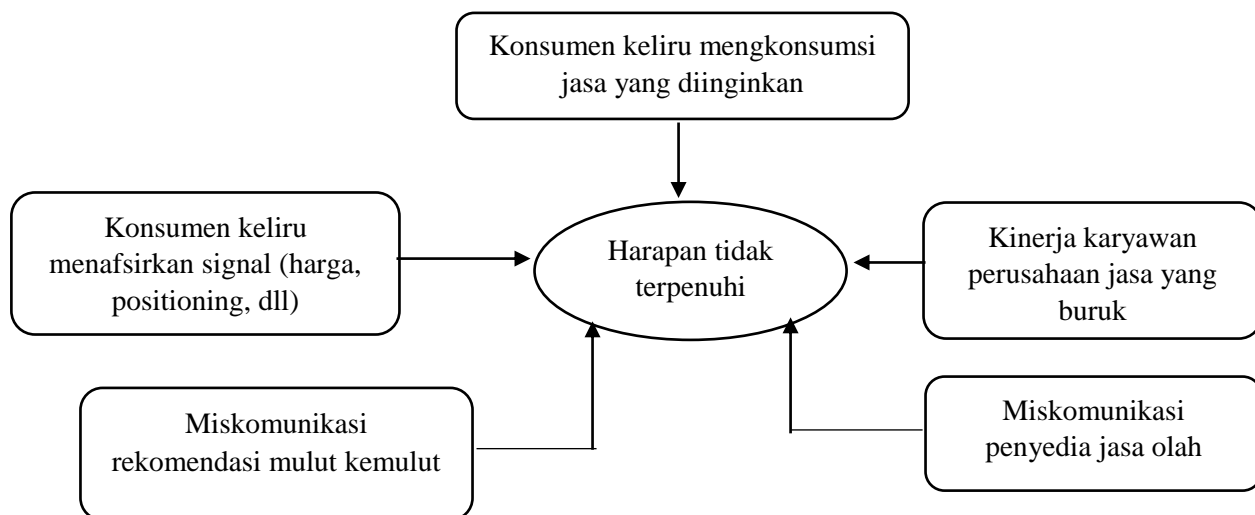 Konsumen keliru mengkonsumsi
jasa yang diinginkan
Konsumen keliru
menafsirkan signal (harga,
positioning, dll)
Harapan tidak
terpenuhi
Kinerja karyawan
perusahaan jasa yang
buruk
Miskomunikasi
rekomendasi mulut kemulut
Miskomunikasi
penyedia jasa olah